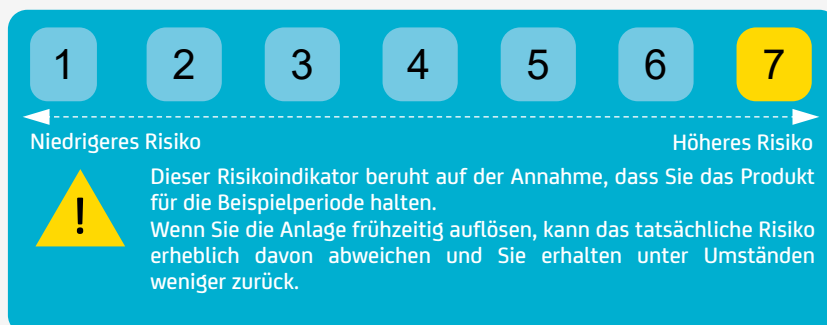 1 2 3 4 5 6 7
Niedrigeres Risiko Höheres Risiko
!
Dieser Risikoindikator beruht auf der Annahme, dass Sie das Produkt
für die Beispielperiode halten.
Wenn Sie die Anlage frühzeitig auflösen, kann das tatsächliche Risiko
erheblich davon abweichen und Sie erhalten unter Umständen
weniger zurück.